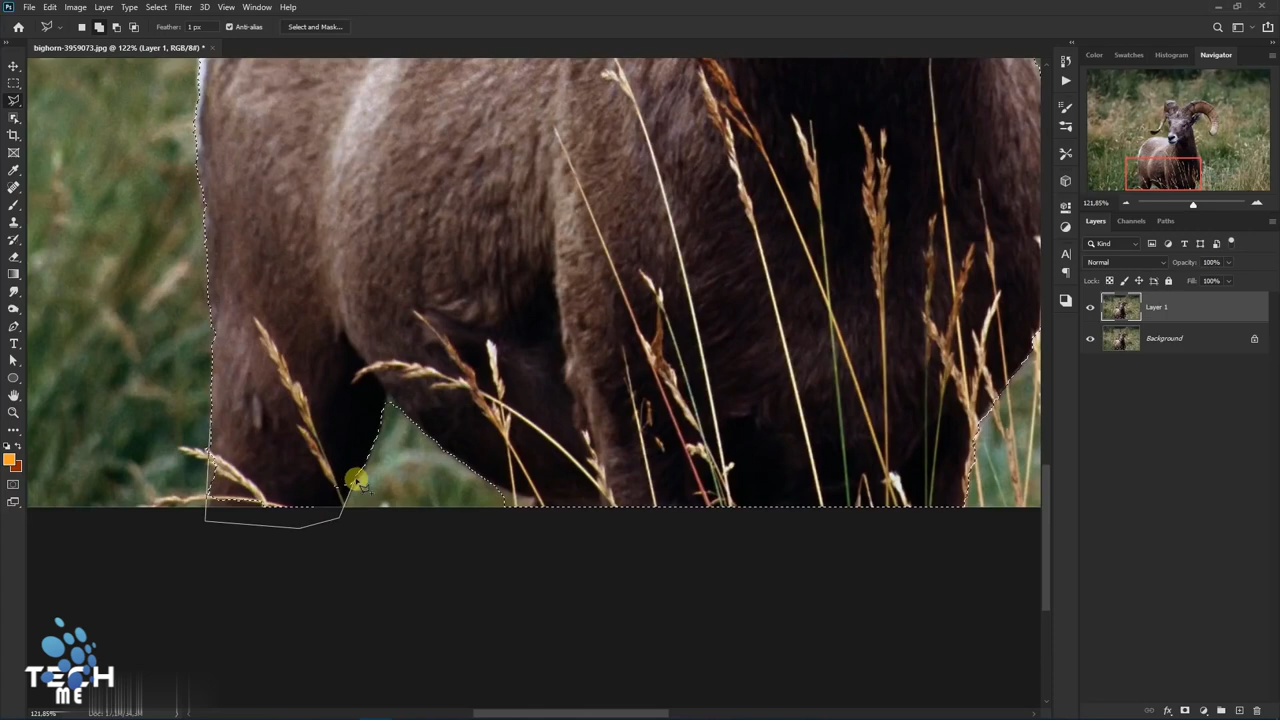 File Edit Image Layer Type Select Filter 3D View Window Help
Feather: 1 px Anti-alias Select and Mask...
bighorn-3959073.jpg @ 122% (Layer 1, RGB/8#) * ×
Color Swatches Histogram Navigator
121,85%
Layers Channels Paths
Kind
Normal Opacity: 100%
Lock: Fill: 100%
Layer 1
Background
TECH
ME
121,85%